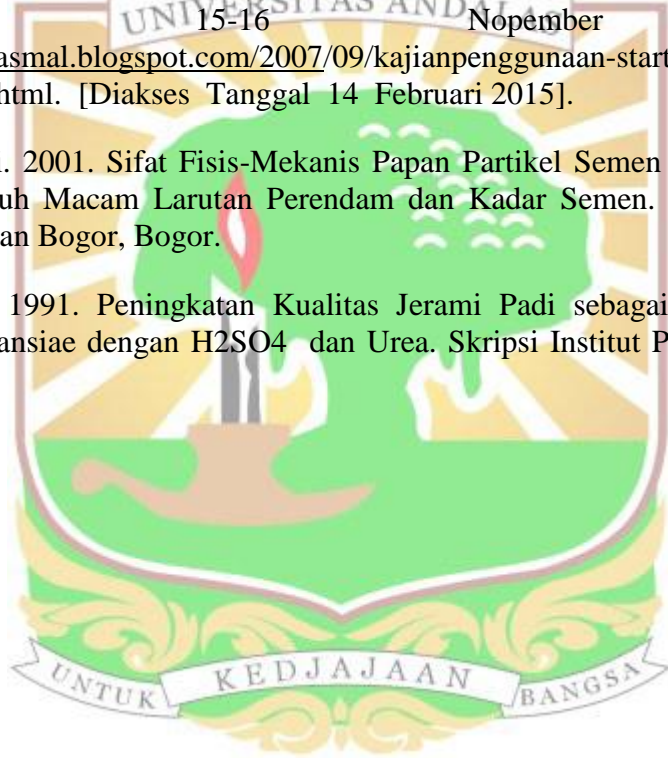 UNIVERSITAS ANDALAS
15-16 Nopember
asmal.blogspot.com/2007/09/kajianpenggunaan-start
html. [Diakses Tanggal 14 Februari 2015].
. 2001. Sifat Fisis-Mekanis Papan Partikel Semen
uh Macam Larutan Perendam dan Kadar Semen.
an Bogor, Bogor.
1991. Peningkatan Kualitas Jerami Padi sebagai
ansiae dengan H2SO4 dan Urea. Skripsi Institut P
UNTUK KEDJAJAAN BANGSA